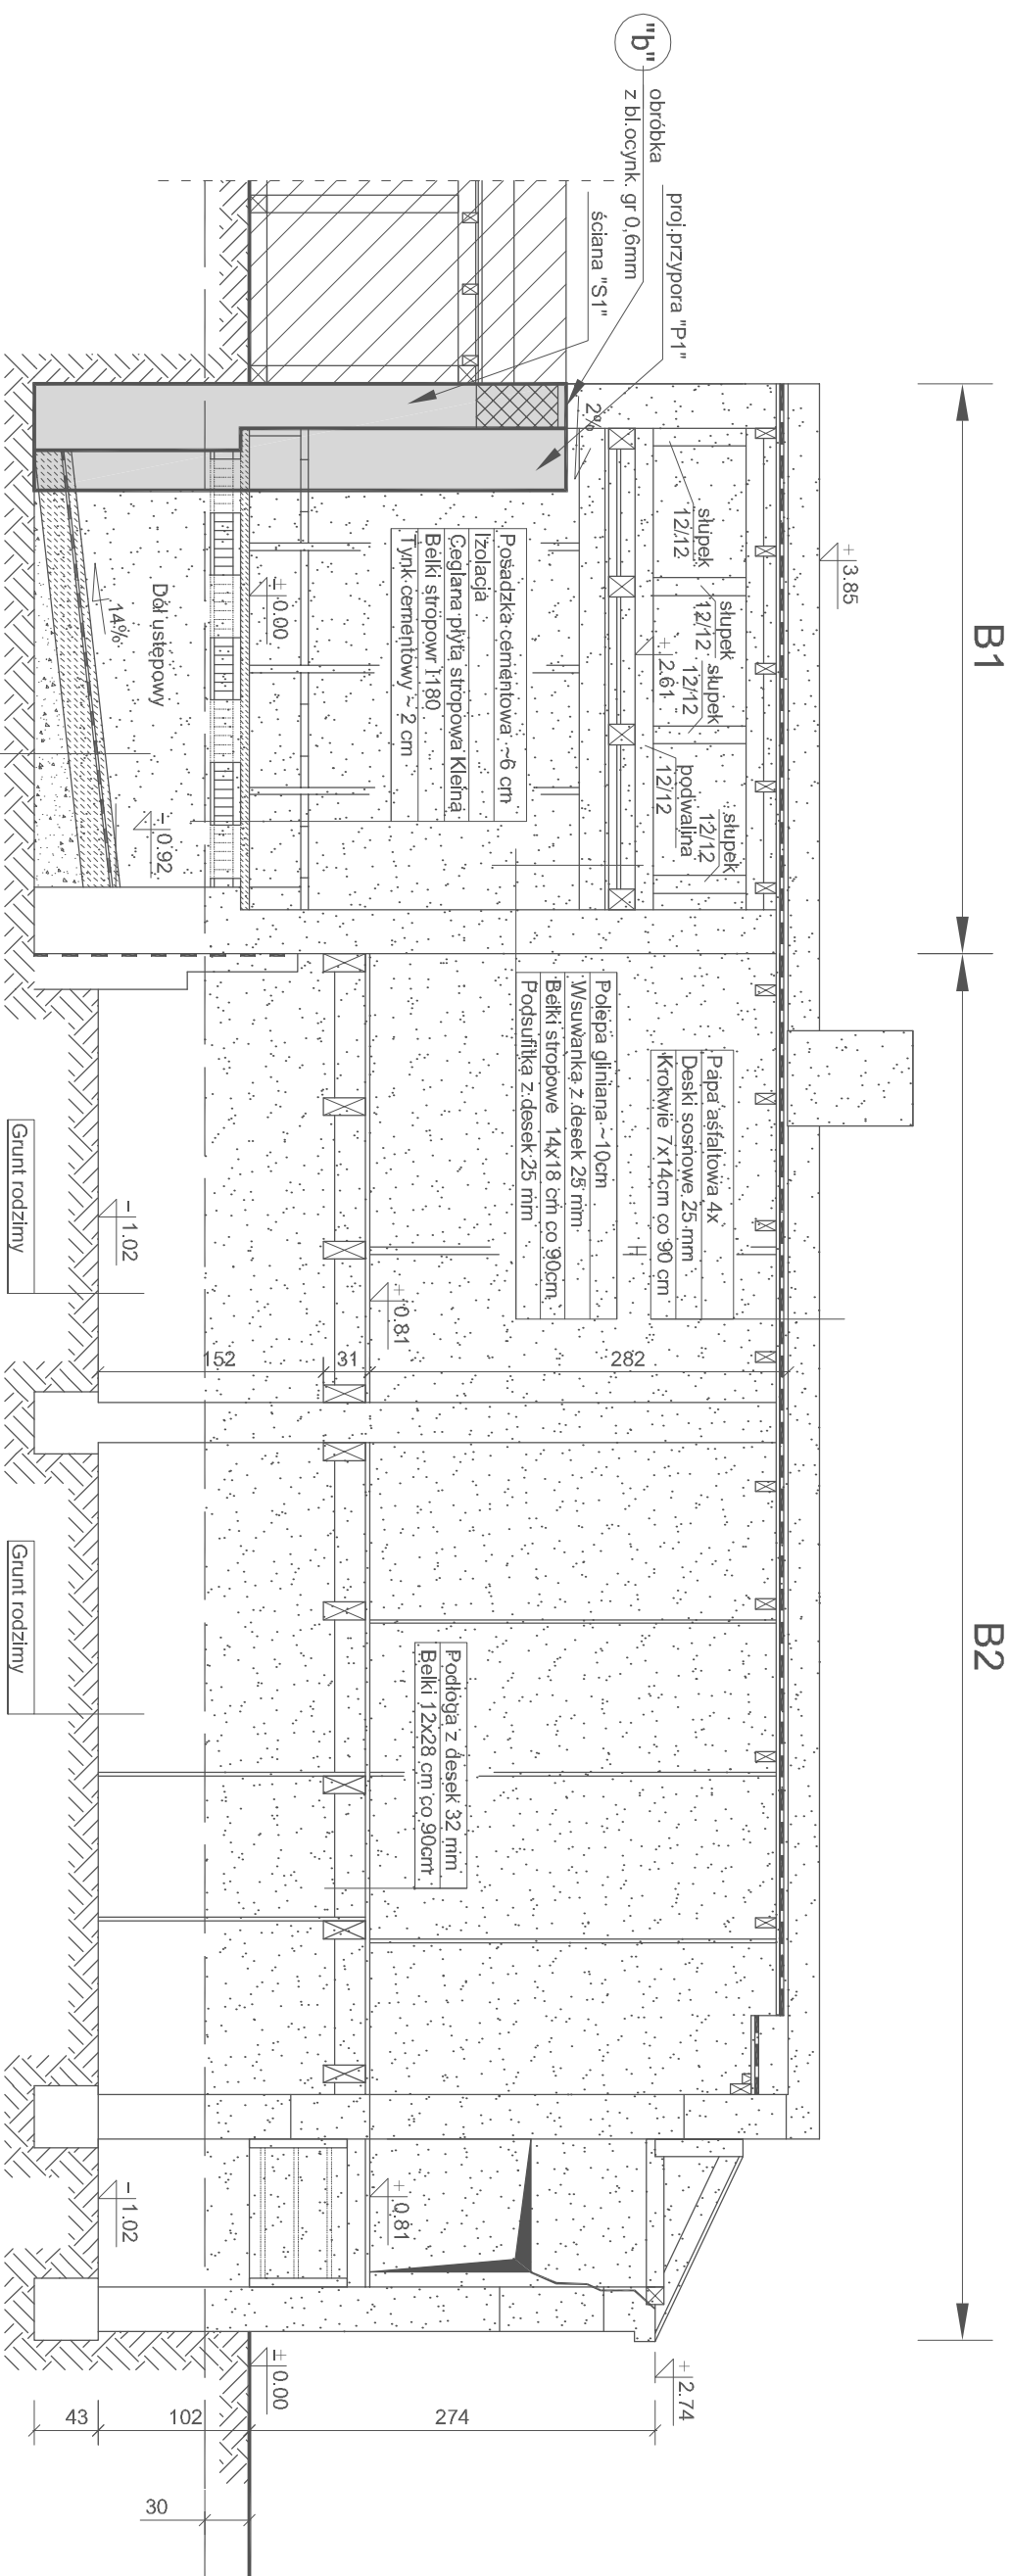 B1
B2
"b"
obróbka
z bl.ocynk. gr 0,6mm
proj.przypora "P1"
ściana "S1"
2%
+ 3.85
słupek
12/12
słupek
12/12
słupek
12/12
słupek
12/12
podwalina
12/12
+ 2.61
Posadzka cementowa ~6 cm
Izolacja
Ceglana płyta stropowa Kleina
Belki stropowr I 180
Tynk cementowy ~ 2 cm
± 0.00
Dół ustępowy
14%
- 0.92
Papa asfaltowa 4x
Deski sosnowe 25 mm
Krokwie 7x14cm co 90 cm
Polepa gliniana ~10cm
Wsuwanka z desek 25 mm
Belki stropowe 14x18 cm co 90cm
Podsufitka z desek 25 mm
+ 0.81
- 1.02
Grunt rodzimy
152
31
282
Podłoga z desek 32 mm
Belki 12x28 cm co 90cm
Grunt rodzimy
+ 0.81
- 1.02
± 0.00
+ 2.74
43
102
274
30